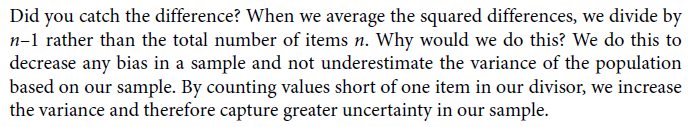 Did you catch the difference? When we average the squared differences, we divide by
n–1 rather than the total number of items n. Why would we do this? We do this to
decrease any bias in a sample and not underestimate the variance of the population
based on our sample. By counting values short of one item in our divisor, we increase
the variance and therefore capture greater uncertainty in our sample.